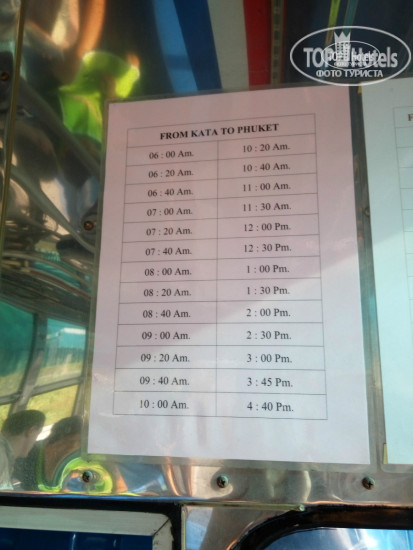 TOP Hotels
ФОТО ТУРИСТА
FROM KATA TO PHUKET
06 : 00 Am. 10 : 20 Am.
06 : 20 Am. 10 : 40 Am.
06 : 40 Am. 11 : 00 Am.
07 : 00 Am. 11 : 30 Am.
07 : 20 Am. 12 : 00 Pm.
07 : 40 Am. 12 : 30 Pm.
08 : 00 Am. 1 : 00 Pm.
08 : 20 Am. 1 : 30 Pm.
08 : 40 Am. 2 : 00 Pm.
09 : 00 Am. 2 : 30 Pm.
09 : 20 Am. 3 : 00 Pm.
09 : 40 Am. 3 : 45 Pm.
10 : 00 Am. 4 : 40 Pm.